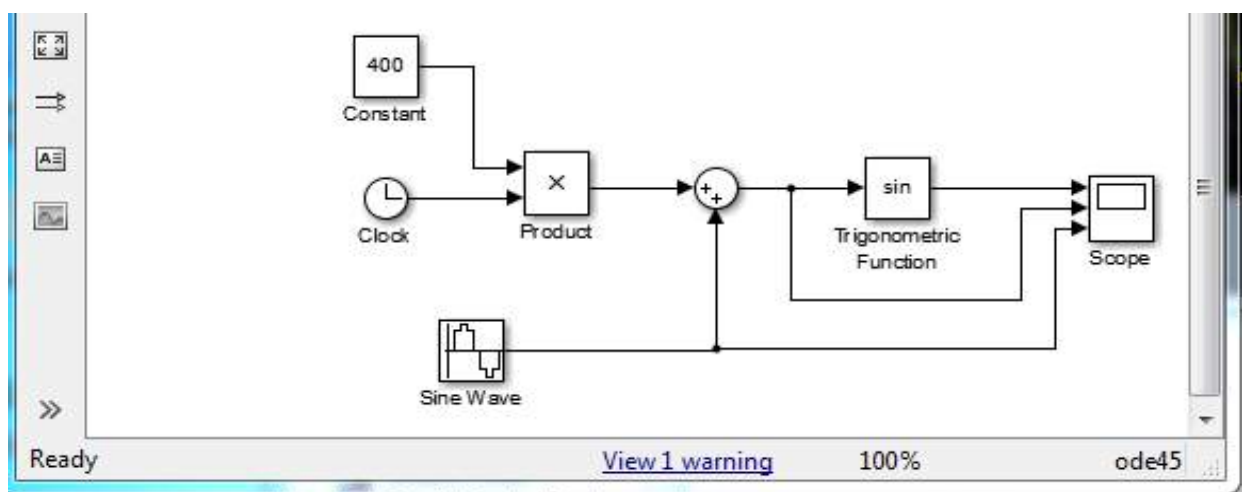 400
Constant
×
Product
Clock
+
+
sin
Trigonometric
Function
Scope
Sine Wave
A
Ready
View 1 warning
100%
ode45